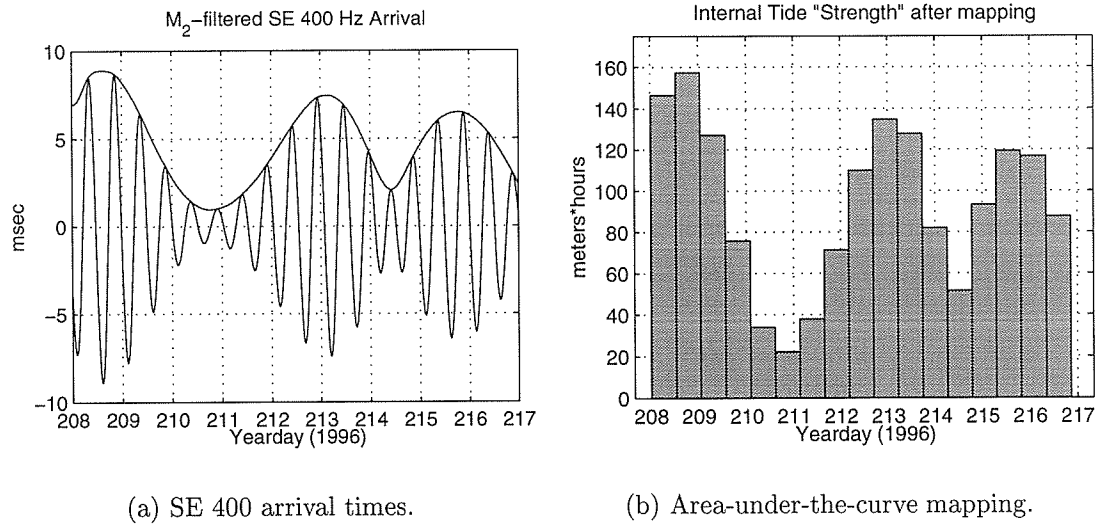 M2-filtered SE 400 Hz Arrival
10
5
0
-5
-10
msec
208 209 210 211 212 213 214 215 216 217
Yearday (1996)
(a) SE 400 arrival times.
Internal Tide "Strength" after mapping
160
140
120
100
80
60
40
20
0
meters*hours
208 209 210 211 212 213 214 215 216 217
Yearday (1996)
(b) Area-under-the-curve mapping.